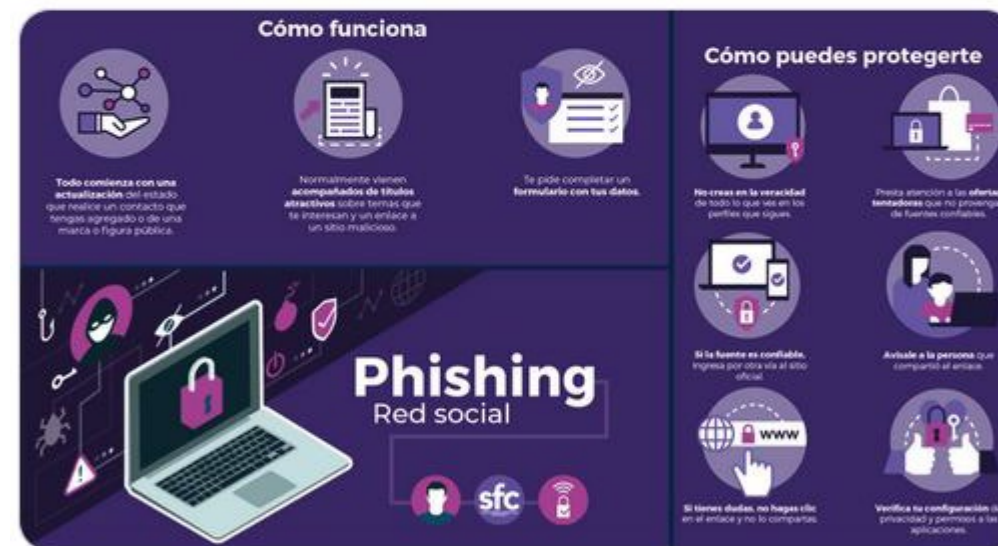 Cómo funciona
Todo comienza con una
actualización del estado
que realice un contacto que
tengas agregado o de una
marca o figura pública.
Normalmente vienen
acompañados de títulos
atractivos sobre temas que
te interesan y un enlace a
un sitio malicioso.
Te pide completar un
formulario con tus datos.
Phishing
Red social
sfc
Cómo puedes protegerte
No creas en la veracidad
de todo lo que ves en los
perfiles que sigues.
Presta atención a las
tentadoras que no
de fuentes confiables.
Si la fuente es confiable,
ingresa por otra vía al sitio
oficial.
Avísale a la persona que
compartió el enlace.
www
Si tienes dudas, no hagas clic
en el enlace y no lo compartas.
Verifica tu configuración
privacidad y permisos a las
aplicaciones.